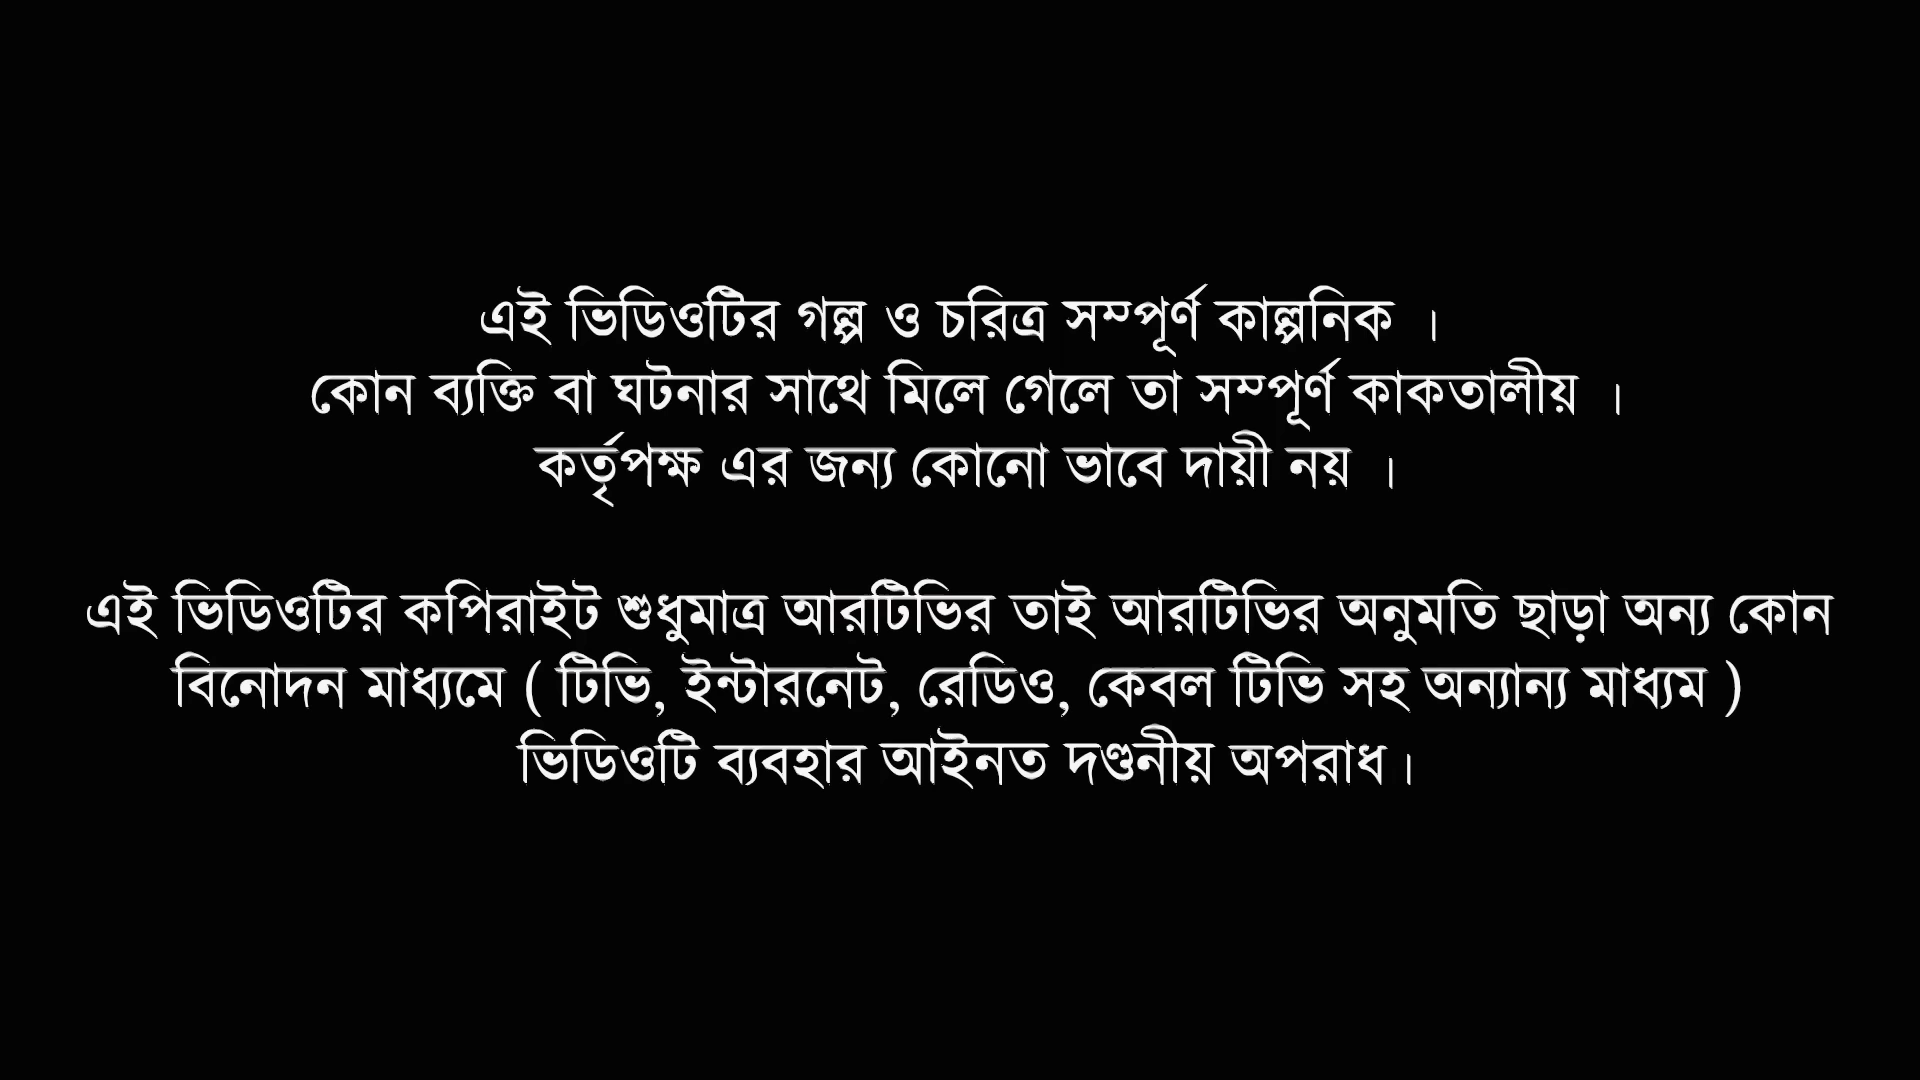 এই ভিডিওটির গল্প ও চরিত্র সম্পূর্ণ কাল্পনিক ।
কোন ব্যক্তি বা ঘটনার সাথে মিলে গেলে তা সম্পূর্ণ কাকতালীয় ।
কর্তৃপক্ষ এর জন্য কোনো ভাবে দায়ী নয় ।
এই ভিডিওটির কপিরাইট শুধুমাত্র আরটিভির তাই আরটিভির অনুমতি ছাড়া অন্য কোন
বিনোদন মাধ্যমে ( টিভি, ইন্টারনেট, রেডিও, কেবল টিভি সহ অন্যান্য মাধ্যম )
ভিডিওটি ব্যবহার আইনত দণ্ডনীয় অপরাধ।